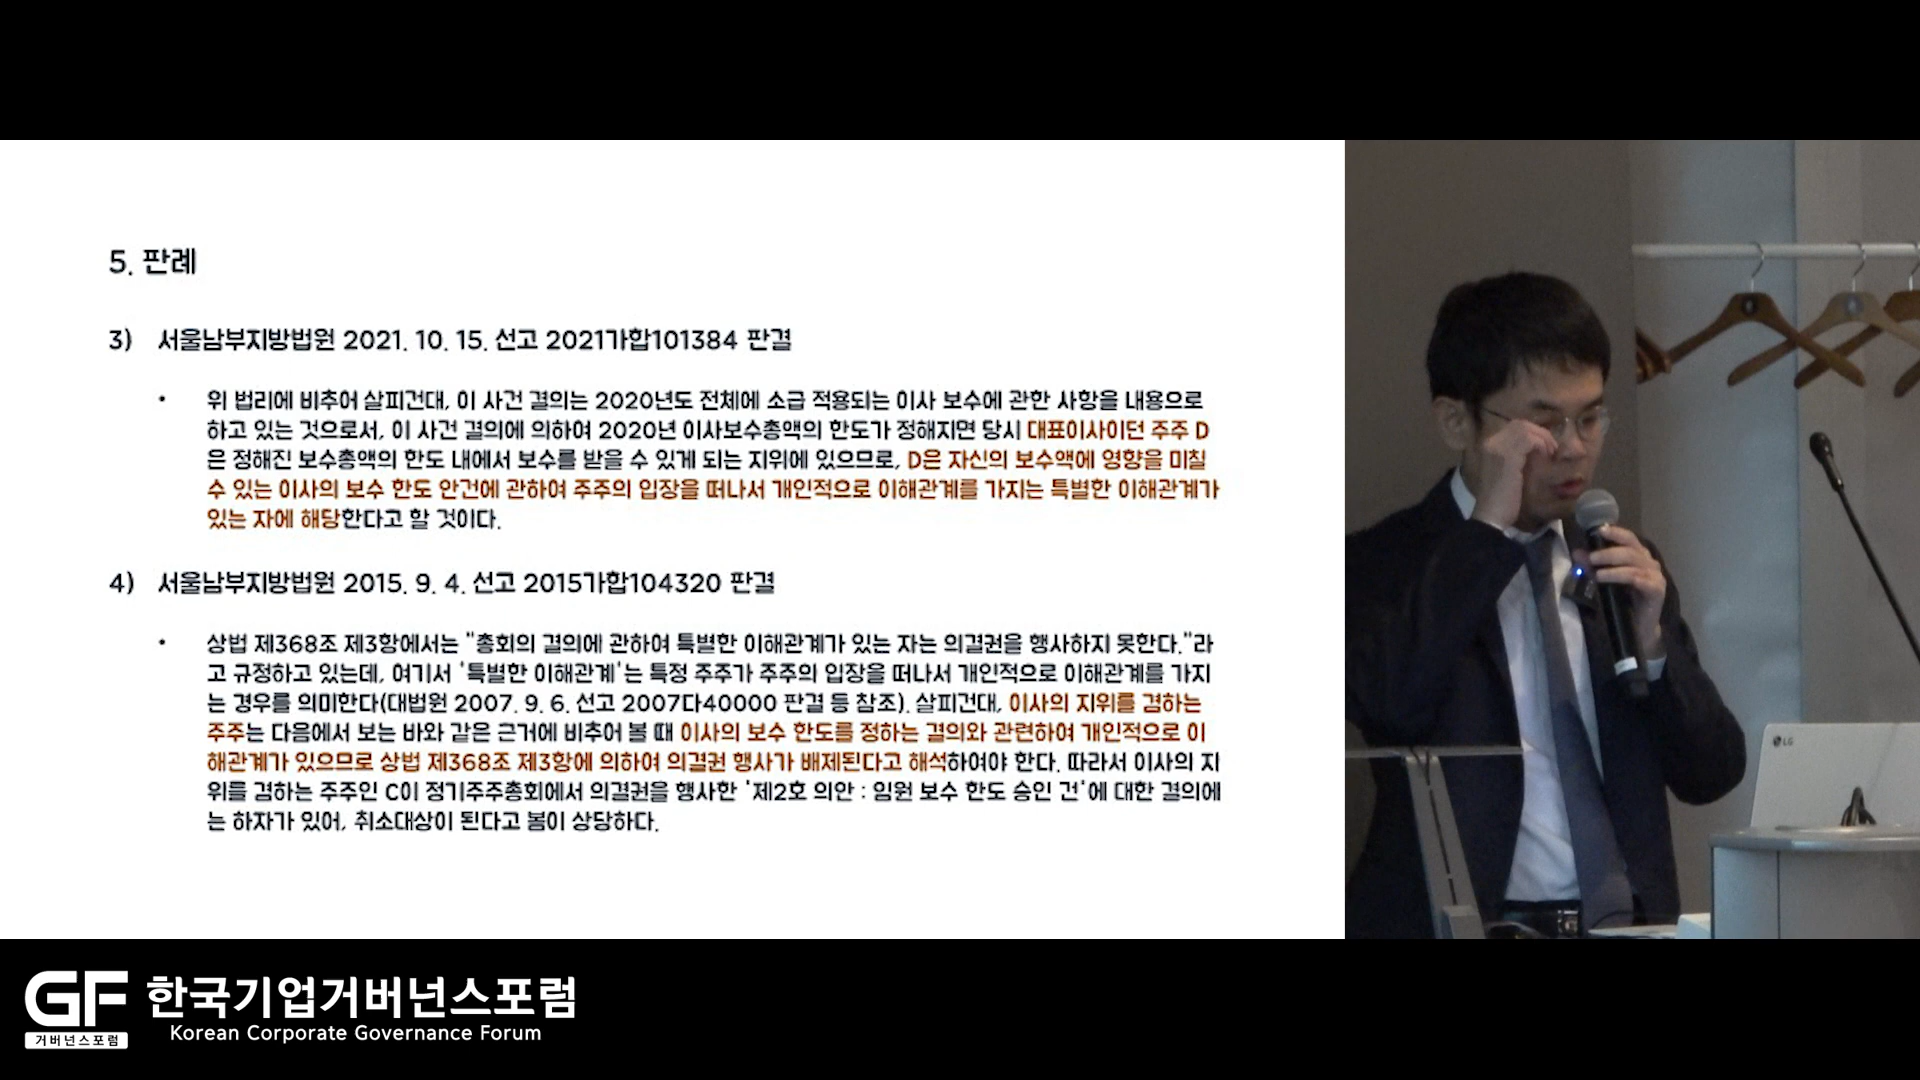 5. 판례
3) 서울남부지방법원 2021. 10. 15. 선고 2021가합101384 판결
• 위 법리에 비추어 살피건대, 이 사건 결의는 2020년도 전체에 소급 적용되는 이사 보수에 관한 사항을 내용으로
하고 있는 것으로서, 이 사건 결의에 의하여 2020년 이사보수총액의 한도가 정해지면 당시 대표이사이던 주주 D
은 정해진 보수총액의 한도 내에서 보수를 받을 수 있게 되는 지위에 있으므로, D은 자신의 보수액에 영향을 미칠
수 있는 이사의 보수 한도 안건에 관하여 주주의 입장을 떠나서 개인적으로 이해관계를 가지는 특별한 이해관계가
있는 자에 해당한다고 할 것이다.
4) 서울남부지방법원 2015. 9. 4. 선고 2015가합104320 판결
• 상법 제368조 제3항에서는 "총회의 결의에 관하여 특별한 이해관계가 있는 자는 의결권을 행사하지 못한다."라
고 규정하고 있는데, 여기서 '특별한 이해관계'는 특정 주주가 주주의 입장을 떠나서 개인적으로 이해관계를 가지
는 경우를 의미한다(대법원 2007. 9. 6. 선고 2007다40000 판결 등 참조). 살피건대, 이사의 지위를 겸하는
주주는 다음에서 보는 바와 같은 근거에 비추어 볼 때 이사의 보수 한도를 정하는 결의와 관련하여 개인적으로 이
해관계가 있으므로 상법 제368조 제3항에 의하여 의결권 행사가 배제된다고 해석하여야 한다. 따라서 이사의 지
위를 겸하는 주주인 C이 정기주주총회에서 의결권을 행사한 '제2호 의안 : 임원 보수 한도 승인 건'에 대한 결의에
는 하자가 있어, 취소대상이 된다고 봄이 상당하다.
LG
GF 한국기업거버넌스포럼
거버넌스포럼 Korean Corporate Governance Forum